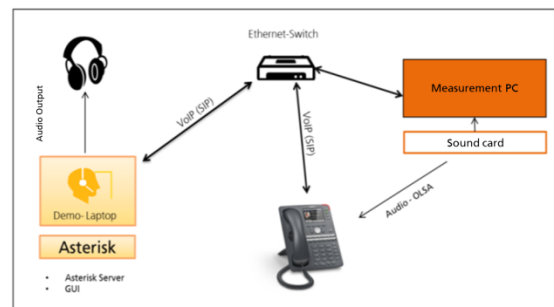 Ethernet-Switch
Audio Output
VoIP (SIP)
VoIP (SIP)
Measurement PC
Sound card
Audio - OLSA
Demo- Laptop
Asterisk
• Asterisk Server
• GUI